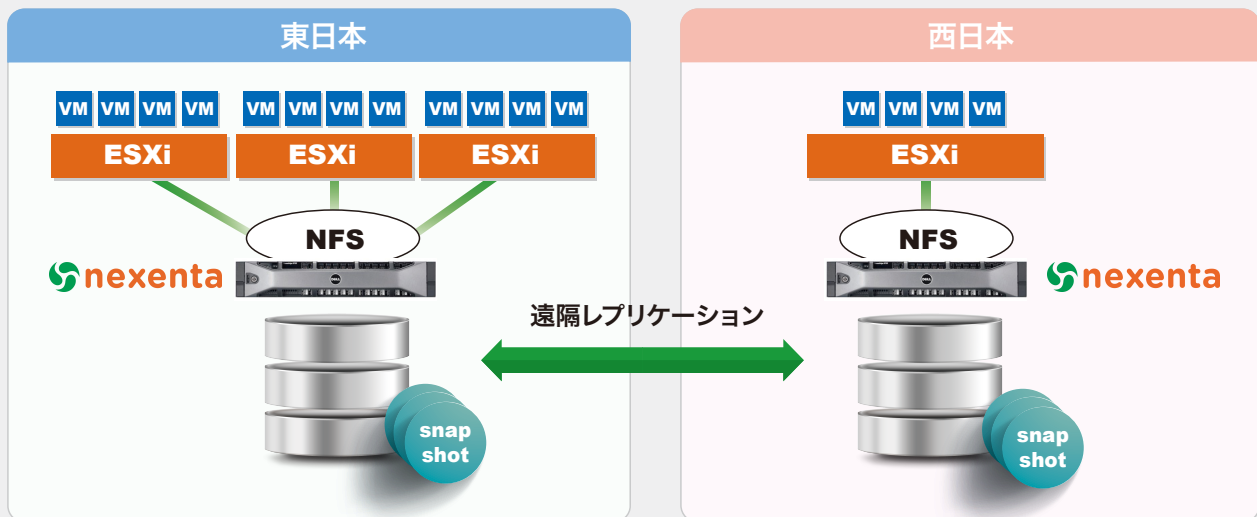 東日本
西日本
VM VM VM VM VM VM VM VM VM VM VM VM
VM VM VM VM
ESXi ESXi ESXi
ESXi
NFS
NFS
nexenta
nexenta
DELL
DELL
遠隔レプリケーション
snap
shot
snap
shot